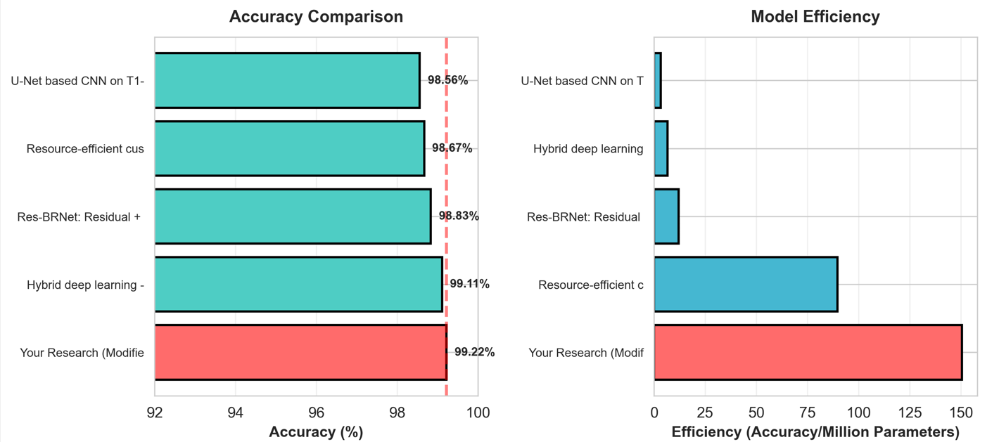 Accuracy Comparison
U-Net based CNN on T1-
98.56%
Resource-efficient cus
98.67%
Res-BRNet: Residual +
98.83%
Hybrid deep learning -
99.11%
Your Research (Modifie
99.22%
92 94 96 98 100
Accuracy (%)
Model Efficiency
U-Net based CNN on T
Hybrid deep learning
Res-BRNet: Residual
Resource-efficient c
Your Research (Modif
0 25 50 75 100 125 150
Efficiency (Accuracy/Million Parameters)